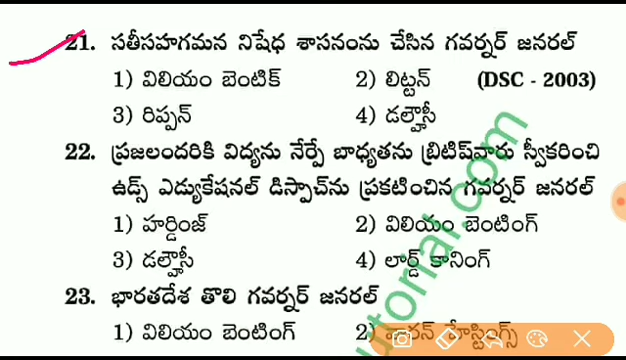 21. సతీసహగమన నిషేధ శాసనంను చేసిన గవర్నర్ జనరల్
1) విలియం బెంటిక్ 2) లిట్టన్ (DSC - 2003)
3) రిప్పన్ 4) డల్హౌసీ
22. ప్రజలందరికి విద్యను నేర్పే బాధ్యతను బ్రిటిష్‌వారు స్వీకరించి
ఉడ్స్ ఎడ్యుకేషనల్ డిస్పాచ్‌ను ప్రకటించిన గవర్నర్ జనరల్
1) హర్డింజ్ 2) విలియం బెంటింగ్
3) డల్హౌసీ 4) లార్డ్ కానింగ్
23. భారతదేశ తొలి గవర్నర్ జనరల్
1) విలియం బెంటింగ్ 2) హేస్టింగ్స్
tutorial.com